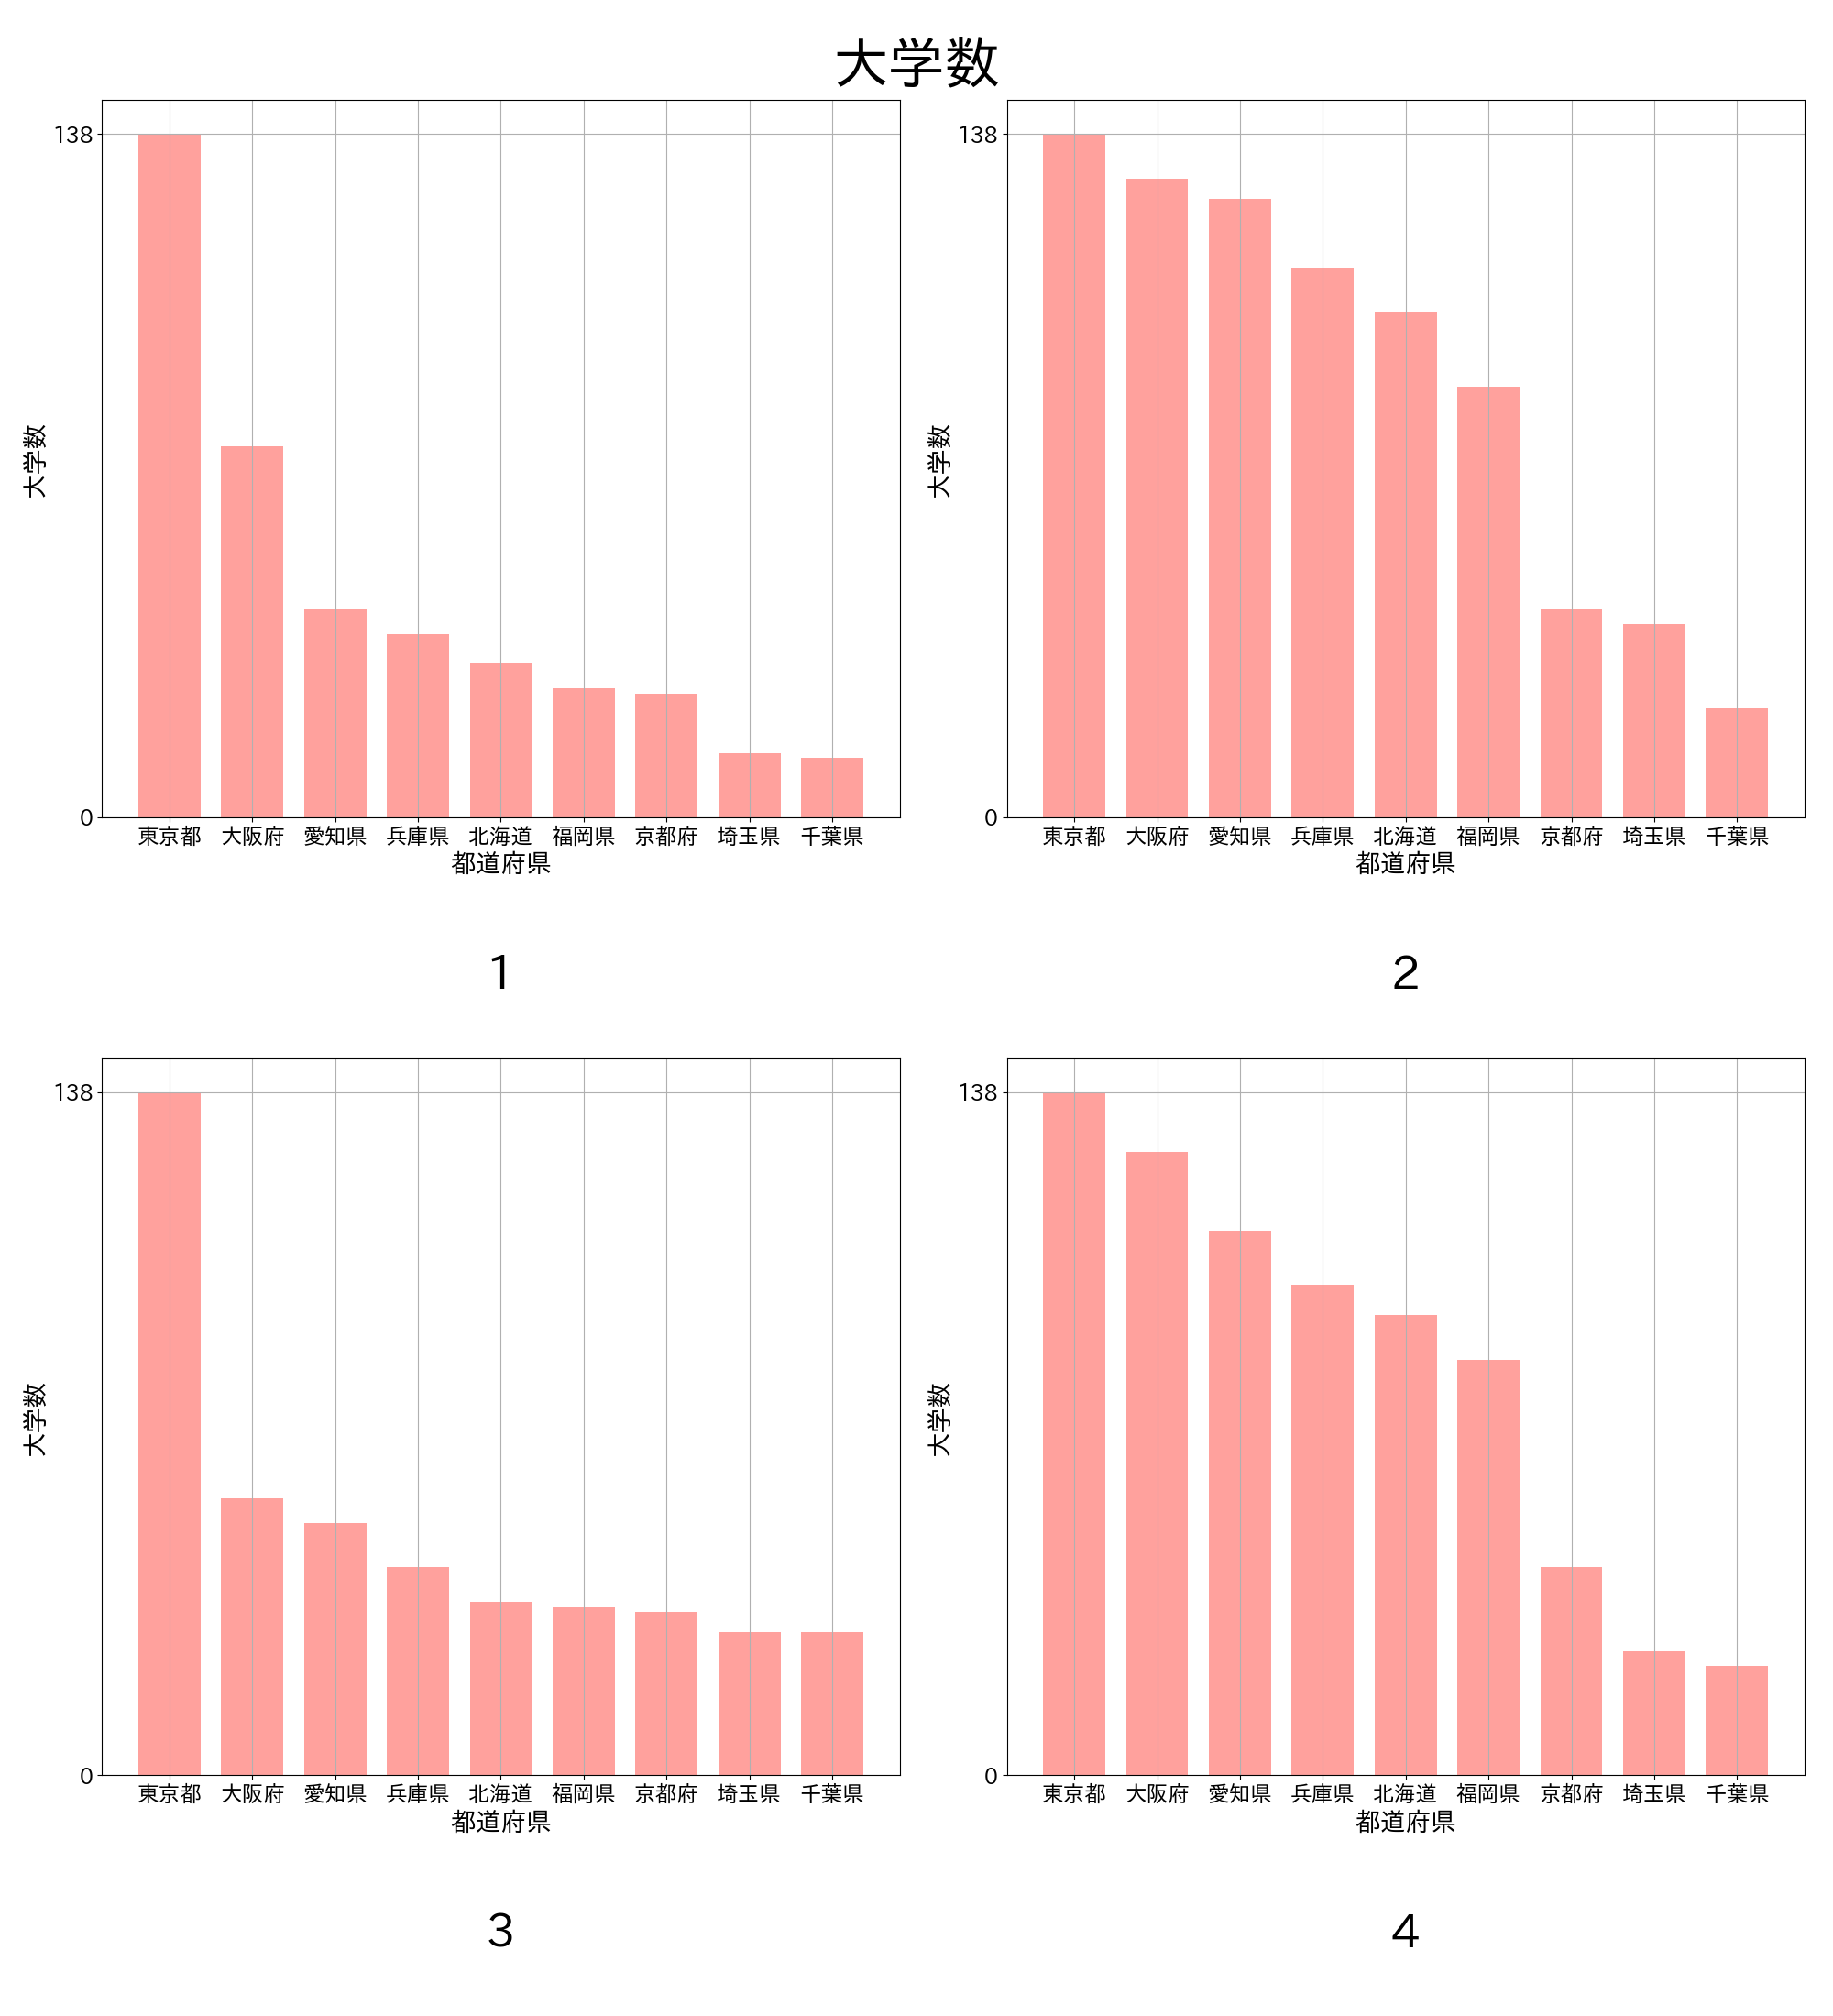 大学数
138
0
大学数
東京都 大阪府 愛知県 兵庫県 北海道 福岡県 京都府 埼玉県 千葉県
都道府県
1
138
0
大学数
東京都 大阪府 愛知県 兵庫県 北海道 福岡県 京都府 埼玉県 千葉県
都道府県
2
138
0
大学数
東京都 大阪府 愛知県 兵庫県 北海道 福岡県 京都府 埼玉県 千葉県
都道府県
3
138
0
大学数
東京都 大阪府 愛知県 兵庫県 北海道 福岡県 京都府 埼玉県 千葉県
都道府県
4